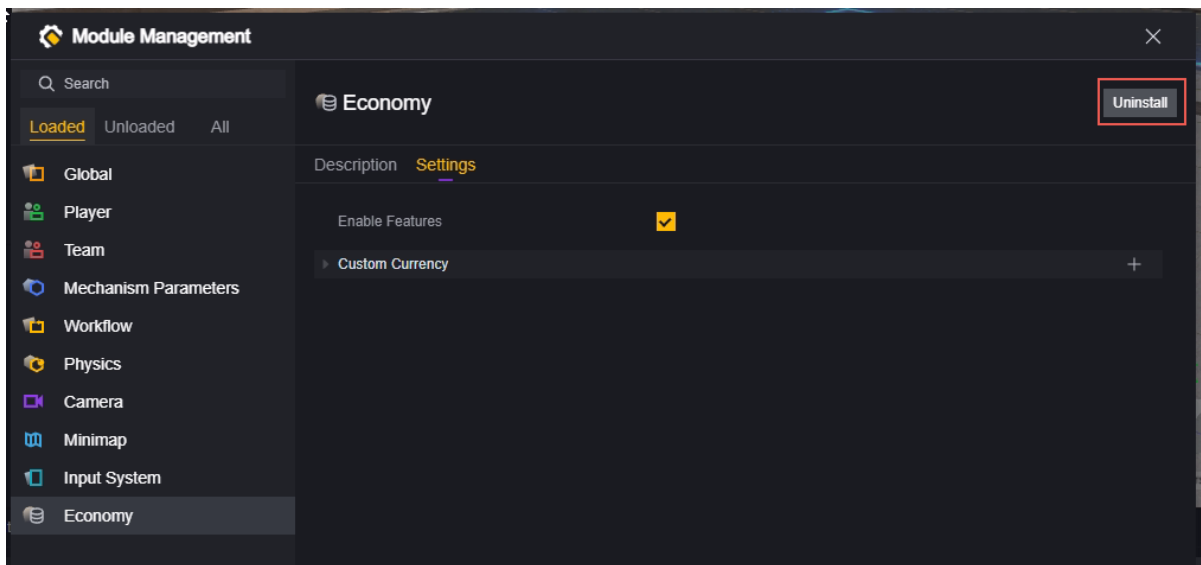 Module Management
Search
Loaded Unloaded All
Global
Player
Team
Mechanism Parameters
Workflow
Physics
Camera
Minimap
Input System
Economy
Economy
Uninstall
Description Settings
Enable Features
Custom Currency